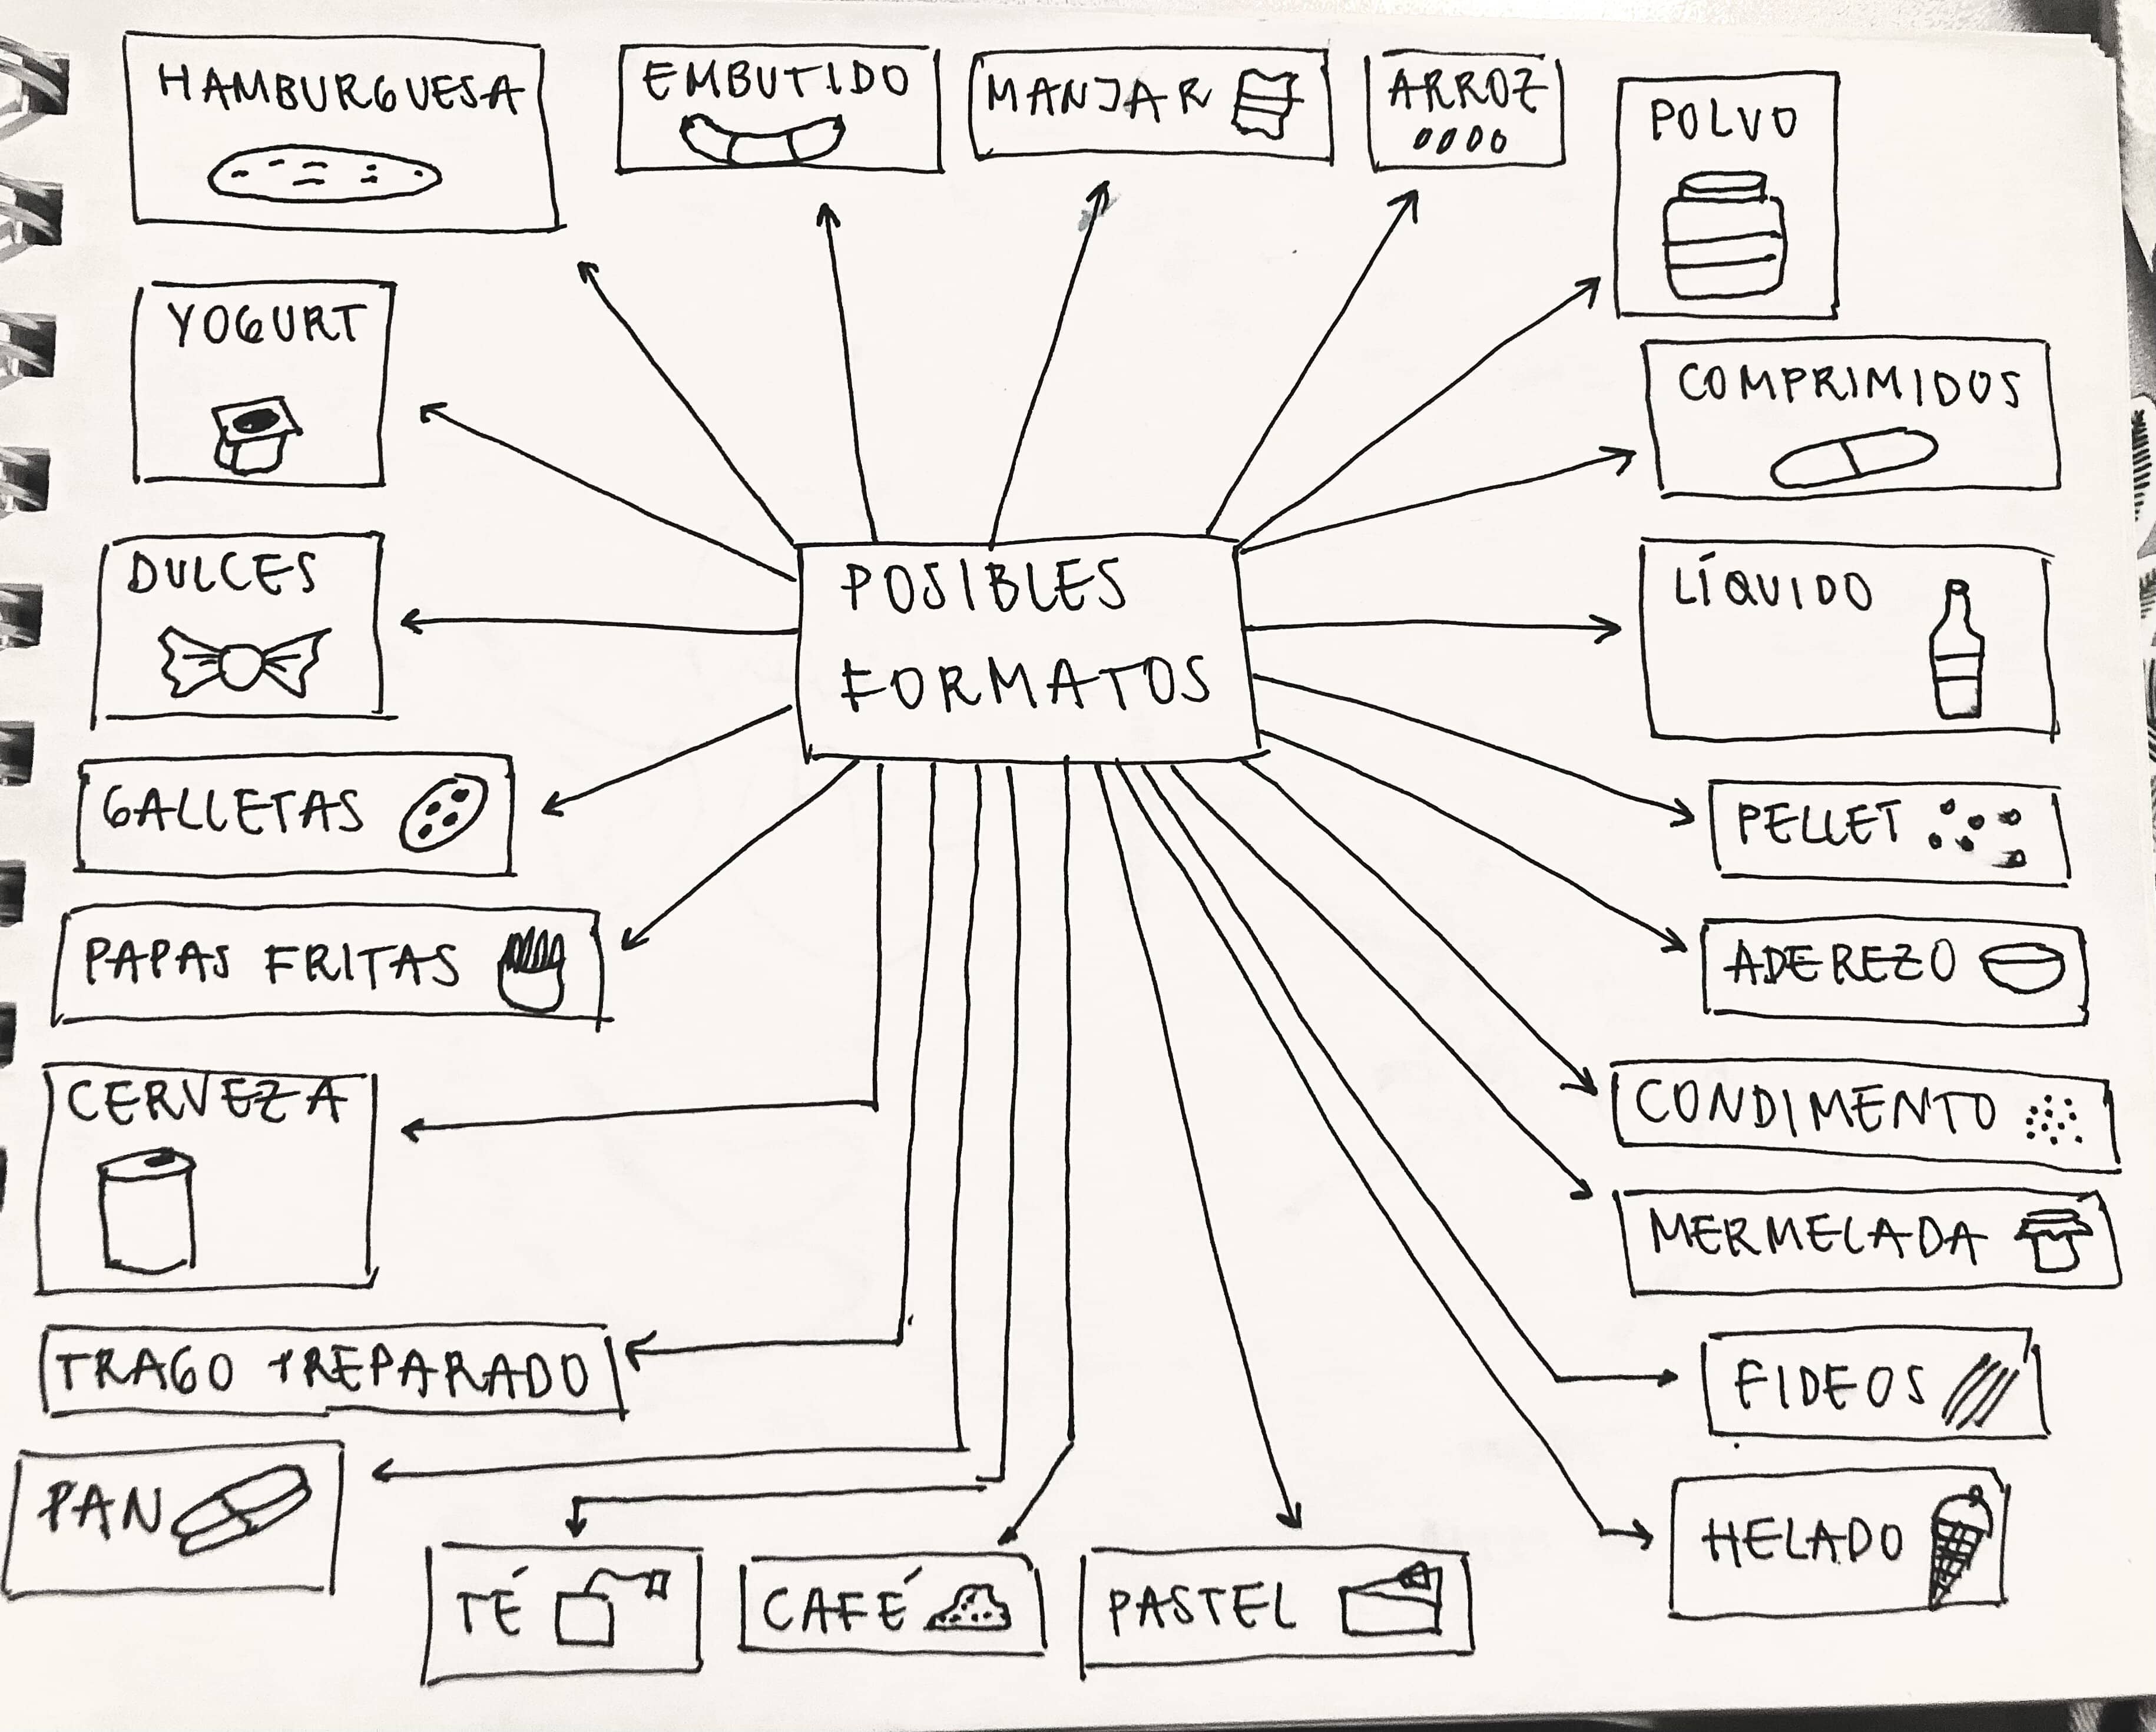 HAMBURGUESA
EMBUTIDO
MANJAR
ARROZ
POLVO
YOGURT
COMPRIMIDOS
DULCES
POSIBLES
FORMATOS
LÍQUIDO
GALLETAS
PELLET
PAPAS FRITAS
ADEREZO
CERVEZA
CONDIMENTO
MERMELADA
TRAGO PREPARADO
FIDEOS
PAN
HELADO
TÉ
CAFÉ
PASTEL